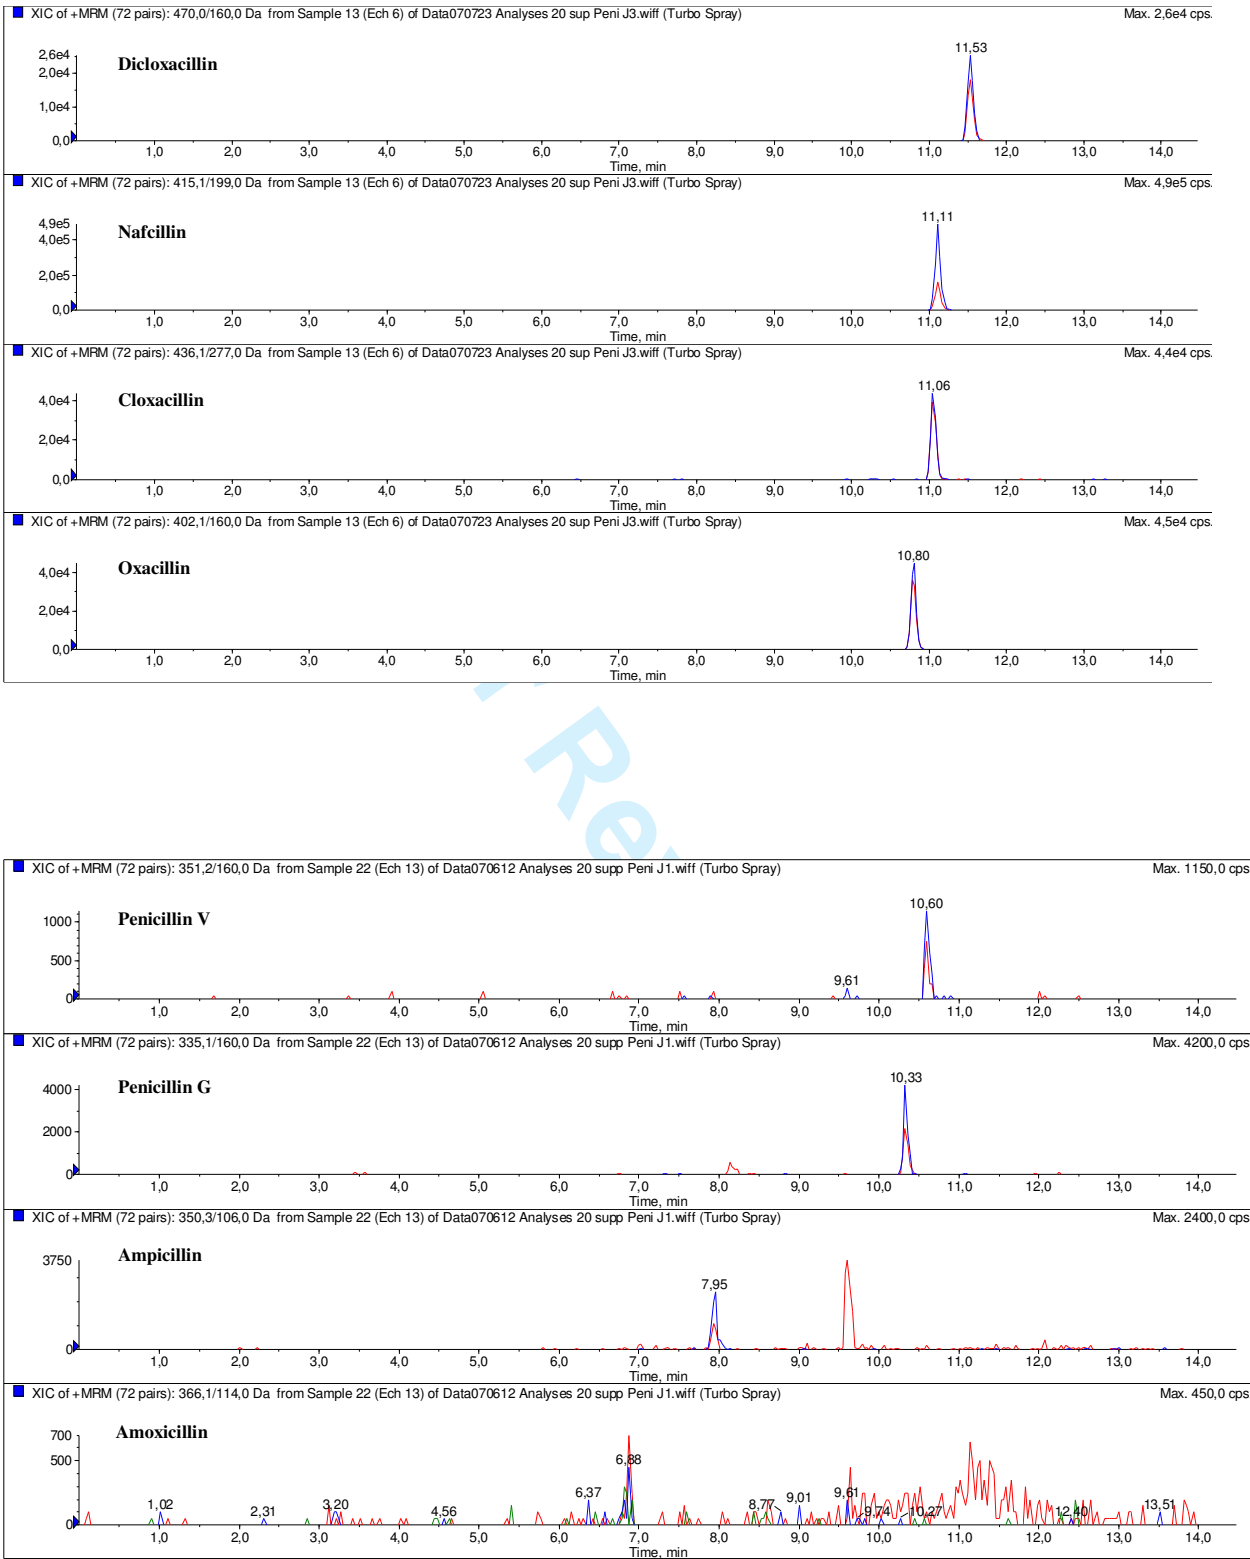 XIC of +MRM (72 pairs): 470,0/160,0 Da from Sample 13 (Ech 6) of Data070723 Analyses 20 sup Peni J3.wiff (Turbo Spray) Max. 2,6e4 cps.
11,53
2,6e4
Dicloxacillin
2,0e4
1,0e4
0,0
1,0 2,0 3,0 4,0 5,0 6,0 7,0 8,0 9,0 10,0 11,0 12,0 13,0 14,0
Time, min
XIC of +MRM (72 pairs): 415,1/199,0 Da from Sample 13 (Ech 6) of Data070723 Analyses 20 sup Peni J3.wiff (Turbo Spray) Max. 4,9e5 cps.
11,11
4,9e5
Nafcillin
4,0e5
2,0e5
0,0
1,0 2,0 3,0 4,0 5,0 6,0 7,0 8,0 9,0 10,0 11,0 12,0 13,0 14,0
Time, min
XIC of +MRM (72 pairs): 436,1/277,0 Da from Sample 13 (Ech 6) of Data070723 Analyses 20 sup Peni J3.wiff (Turbo Spray) Max. 4,4e4 cps.
11,06
4,0e4
Cloxacillin
2,0e4
0,0
1,0 2,0 3,0 4,0 5,0 6,0 7,0 8,0 9,0 10,0 11,0 12,0 13,0 14,0
Time, min
XIC of +MRM (72 pairs): 402,1/160,0 Da from Sample 13 (Ech 6) of Data070723 Analyses 20 sup Peni J3.wiff (Turbo Spray) Max. 4,5e4 cps.
10,80
Oxacillin
4,0e4
2,0e4
0,0
1,0 2,0 3,0 4,0 5,0 6,0 7,0 8,0 9,0 10,0 11,0 12,0 13,0 14,0
Time, min
XIC of +MRM (72 pairs): 351,2/160,0 Da from Sample 22 (Ech 13) of Data070612 Analyses 20 supp Peni J1.wiff (Turbo Spray) Max. 1150,0 cps
10,60
Penicillin V
1000
500
9,61
0
1,0 2,0 3,0 4,0 5,0 6,0 7,0 8,0 9,0 10,0 11,0 12,0 13,0 14,0
Time, min
XIC of +MRM (72 pairs): 335,1/160,0 Da from Sample 22 (Ech 13) of Data070612 Analyses 20 supp Peni J1.wiff (Turbo Spray) Max. 4200,0 cps
10,33
4000
Penicillin G
2000
0
1,0 2,0 3,0 4,0 5,0 6,0 7,0 8,0 9,0 10,0 11,0 12,0 13,0 14,0
Time, min
XIC of +MRM (72 pairs): 350,3/106,0 Da from Sample 22 (Ech 13) of Data070612 Analyses 20 supp Peni J1.wiff (Turbo Spray) Max. 2400,0 cps
Ampicillin
3750
7,95
0
1,0 2,0 3,0 4,0 5,0 6,0 7,0 8,0 9,0 10,0 11,0 12,0 13,0 14,0
Time, min
XIC of +MRM (72 pairs): 366,1/114,0 Da from Sample 22 (Ech 13) of Data070612 Analyses 20 supp Peni J1.wiff (Turbo Spray) Max. 450,0 cps
Amoxicillin
700
500
6,88
6,37 9,61
1,02 2,31 3,20 4,56 8,77 9,01 9,74 10,27 12,40 13,51
0
1,0 2,0 3,0 4,0 5,0 6,0 7,0 8,0 9,0 10,0 11,0 12,0 13,0 14,0
Time, min